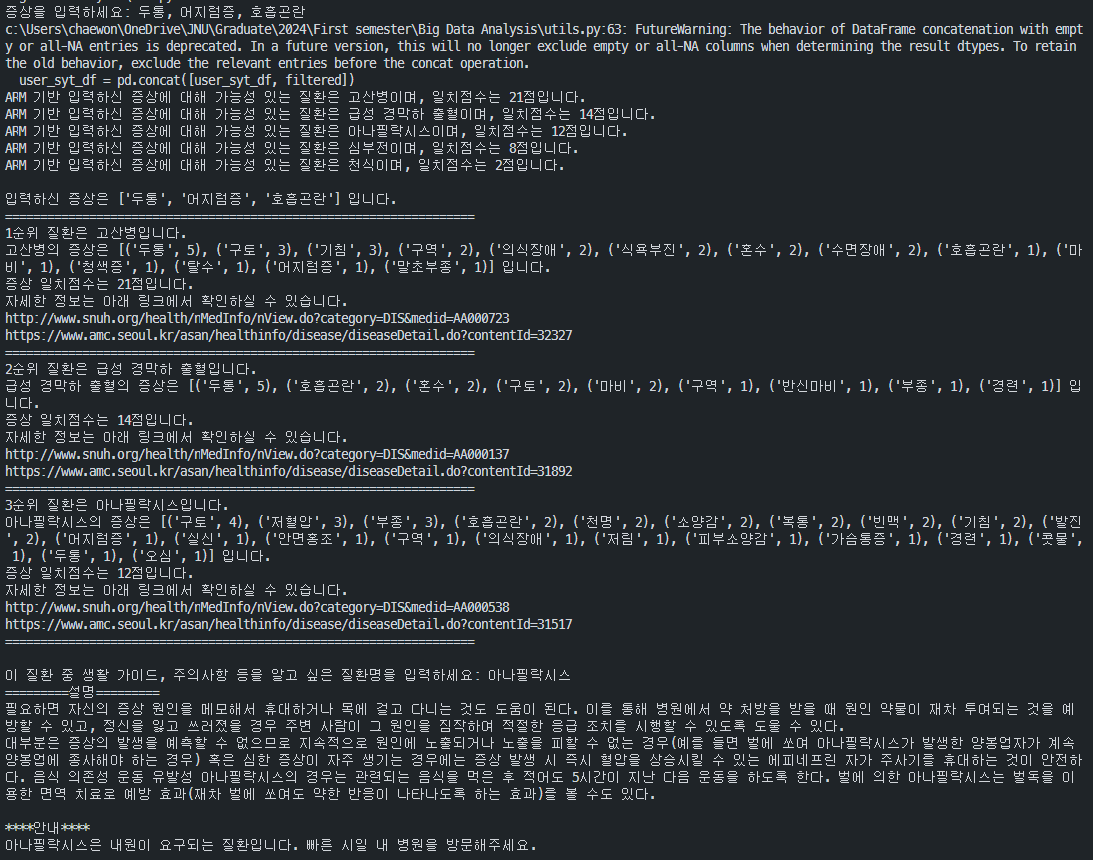 증상을 입력하세요: 두통, 어지럼증, 호흡곤란
c:\Users\chaewon\OneDrive\JNU\Graduate\2024\First semester\Big Data Analysis\utils.py:63: FutureWarning: The behavior of DataFrame concatenation with empt
y or all-NA entries is deprecated. In a future version, this will no longer exclude empty or all-NA columns when determining the result dtypes. To retain
the old behavior, exclude the relevant entries before the concat operation.
user_syt_df = pd.concat([user_syt_df, filtered])
ARM 기반 입력하신 증상에 대해 가능성 있는 질환은 고산병이며, 일치점수는 21점입니다.
ARM 기반 입력하신 증상에 대해 가능성 있는 질환은 급성 경막하 출혈이며, 일치점수는 14점입니다.
ARM 기반 입력하신 증상에 대해 가능성 있는 질환은 아나필락시스이며, 일치점수는 12점입니다.
ARM 기반 입력하신 증상에 대해 가능성 있는 질환은 심부전이며, 일치점수는 8점입니다.
ARM 기반 입력하신 증상에 대해 가능성 있는 질환은 천식이며, 일치점수는 2점입니다.
입력하신 증상은 ['두통', '어지럼증', '호흡곤란'] 입니다.
==================================================================
1순위 질환은 고산병입니다.
고산병의 증상은 [('두통', 5), ('구토', 3), ('기침', 3), ('구역', 2), ('의식장애', 2), ('식욕부진', 2), ('혼수', 2), ('수면장애', 2), ('호흡곤란', 1), ('마
비', 1), ('청색증', 1), ('탈수', 1), ('어지럼증', 1), ('말초부종', 1)] 입니다.
증상 일치점수는 21점입니다.
자세한 정보는 아래 링크에서 확인하실 수 있습니다.
http://www.snuh.org/health/nMedInfo/nView.do?category=DIS&medid=AA000723
https://www.amc.seoul.kr/asan/healthinfo/disease/diseaseDetail.do?contentId=32327
==================================================================
2순위 질환은 급성 경막하 출혈입니다.
급성 경막하 출혈의 증상은 [('두통', 5), ('호흡곤란', 2), ('혼수', 2), ('구토', 2), ('마비', 2), ('구역', 1), ('반신마비', 1), ('부종', 1), ('경련', 1)] 입
니다.
증상 일치점수는 14점입니다.
자세한 정보는 아래 링크에서 확인하실 수 있습니다.
http://www.snuh.org/health/nMedInfo/nView.do?category=DIS&medid=AA000137
https://www.amc.seoul.kr/asan/healthinfo/disease/diseaseDetail.do?contentId=31892
==================================================================
3순위 질환은 아나필락시스입니다.
아나필락시스의 증상은 [('구토', 4), ('저혈압', 3), ('부종', 3), ('호흡곤란', 2), ('천명', 2), ('소양감', 2), ('복통', 2), ('빈맥', 2), ('기침', 2), ('발진
', 2), ('어지럼증', 1), ('실신', 1), ('안면홍조', 1), ('구역', 1), ('의식장애', 1), ('저림', 1), ('피부소양감', 1), ('가슴통증', 1), ('경련', 1), ('콧물',
1), ('두통', 1), ('오심', 1)] 입니다.
증상 일치점수는 12점입니다.
자세한 정보는 아래 링크에서 확인하실 수 있습니다.
http://www.snuh.org/health/nMedInfo/nView.do?category=DIS&medid=AA000538
https://www.amc.seoul.kr/asan/healthinfo/disease/diseaseDetail.do?contentId=31517
==================================================================
이 질환 중 생활 가이드, 주의사항 등을 알고 싶은 질환명을 입력하세요: 아나필락시스
=========설명=========
필요하면 자신의 증상 원인을 메모해서 휴대하거나 목에 걸고 다니는 것도 도움이 된다. 이를 통해 병원에서 약 처방을 받을 때 원인 약물이 재차 투여되는 것을 예
방할 수 있고, 정신을 잃고 쓰러졌을 경우 주변 사람이 그 원인을 짐작하여 적절한 응급 조치를 시행할 수 있도록 도울 수 있다.
대부분은 증상의 발생을 예측할 수 없으므로 지속적으로 원인에 노출되거나 노출을 피할 수 없는 경우(예를 들면 벌에 쏘여 아나필락시스가 발생한 양봉업자가 계속
양봉업에 종사해야 하는 경우) 혹은 심한 증상이 자주 생기는 경우에는 증상 발생 시 즉시 혈압을 상승시킬 수 있는 에피네프린 자가 주사기를 휴대하는 것이 안전하
다. 음식 의존성 운동 유발성 아나필락시스의 경우는 관련되는 음식을 먹은 후 적어도 5시간이 지난 다음 운동을 하도록 한다. 벌에 의한 아나필락시스는 벌독을 이
용한 면역 치료로 예방 효과(재차 벌에 쏘여도 약한 반응이 나타나도록 하는 효과)를 볼 수도 있다.
****안내****
아나필락시스은 내원이 요구되는 질환입니다. 빠른 시일 내 병원을 방문해주세요.